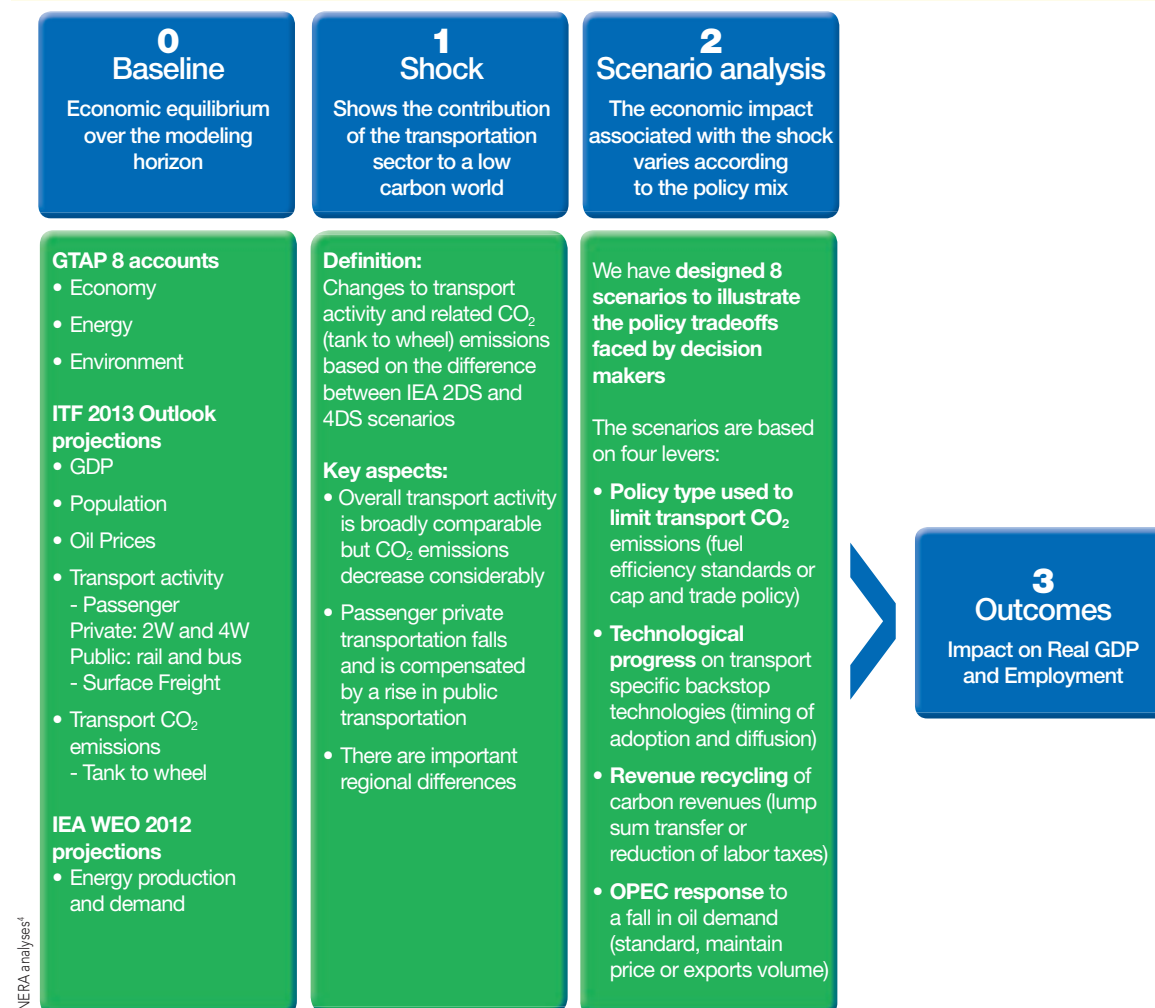 0
Baseline
Economic equilibrium
over the modeling
horizon
1
Shock
Shows the contribution
of the transportation
sector to a low
carbon world
2
Scenario analysis
The economic impact
associated with the shock
varies according
to the policy mix
GTAP 8 accounts
• Economy
• Energy
• Environment
ITF 2013 Outlook
projections
• GDP
• Population
• Oil Prices
• Transport activity
- Passenger
Private: 2W and 4W
Public: rail and bus
- Surface Freight
• Transport CO₂
emissions
- Tank to wheel
IEA WEO 2012
projections
• Energy production
and demand
Definition:
Changes to transport
activity and related CO₂
(tank to wheel) emissions
based on the difference
between IEA 2DS and
4DS scenarios
Key aspects:
• Overall transport activity
is broadly comparable
but CO₂ emissions
decrease considerably
• Passenger private
transportation falls
and is compensated
by a rise in public
transportation
• There are important
regional differences
We have designed 8
scenarios to illustrate
the policy tradeoffs
faced by decision
makers
The scenarios are based
on four levers:
• Policy type used to
limit transport CO₂
emissions (fuel
efficiency standards or
cap and trade policy)
• Technological
progress on transport
specific backstop
technologies (timing of
adoption and diffusion)
• Revenue recycling of
carbon revenues (lump
sum transfer or
reduction of labor taxes)
• OPEC response to
a fall in oil demand
(standard, maintain
price or exports volume)
3
Outcomes
Impact on Real GDP
and Employment
NERA analyses⁴